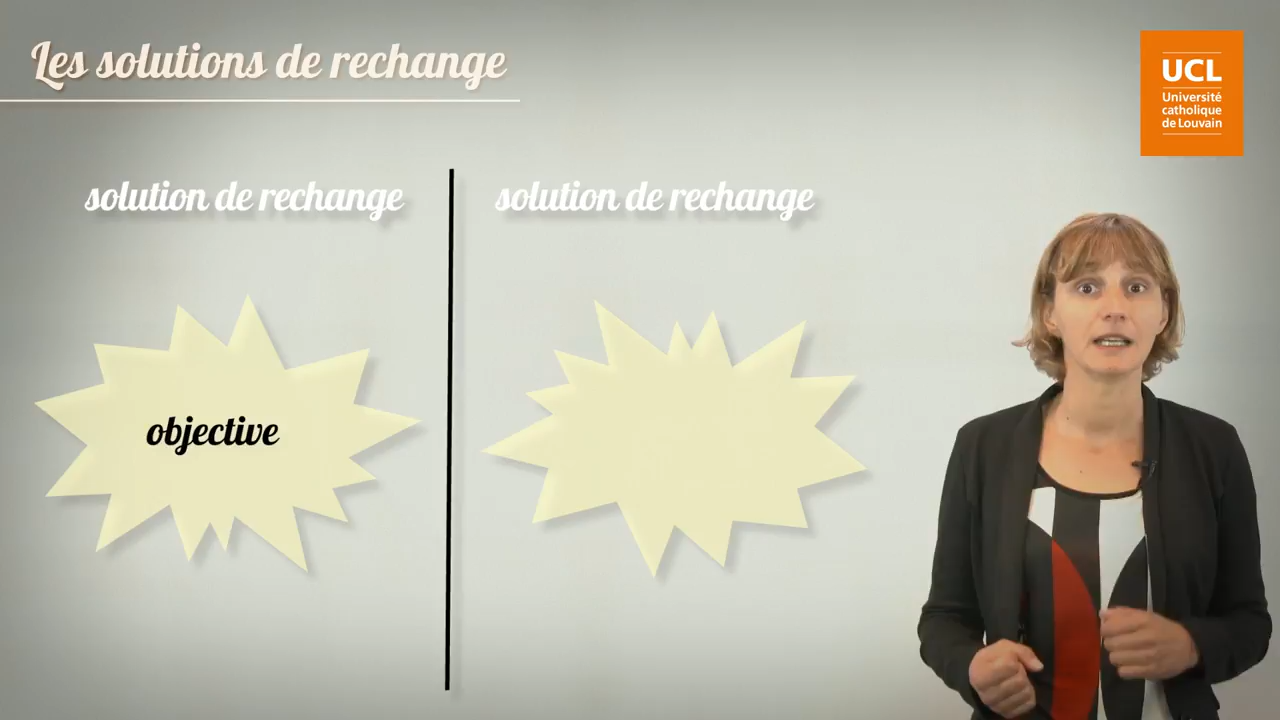 Les solutions de rechange
UCL
Université
catholique
de Louvain
solution de rechange
solution de rechange
objective